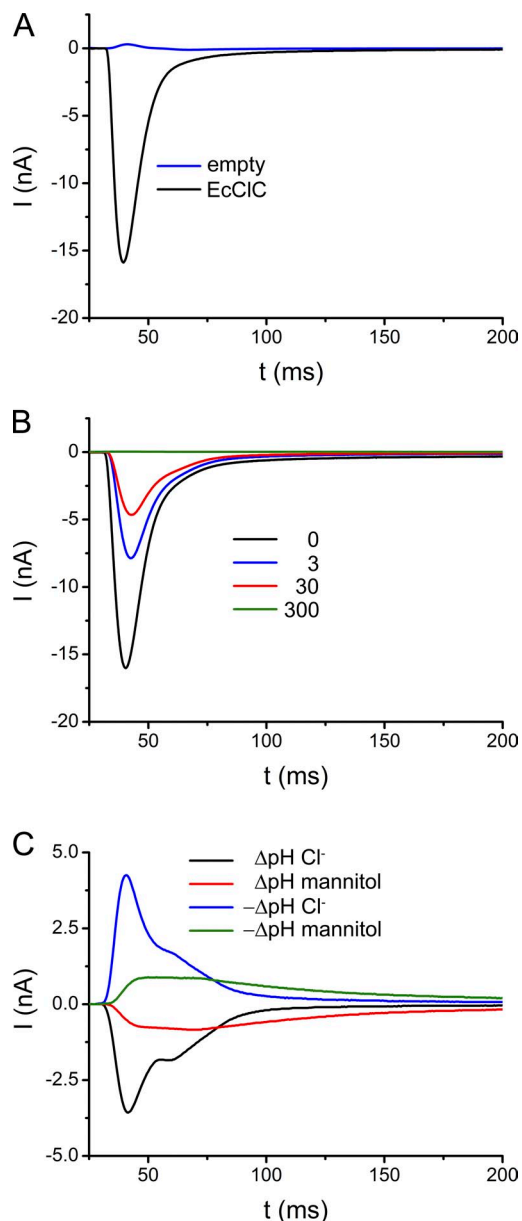 A
0
-5
-10
-15
-20
I (nA)
empty
EcClC
50 100 150 200
t (ms)
B
0
-5
-10
-15
-20
I (nA)
0
3
30
300
50 100 150 200
t (ms)
C
5.0
2.5
0.0
-2.5
5.0
I (nA)
ΔpH Cl⁻
ΔpH mannitol
−ΔpH Cl⁻
−ΔpH mannitol
50 100 150 200
t (ms)